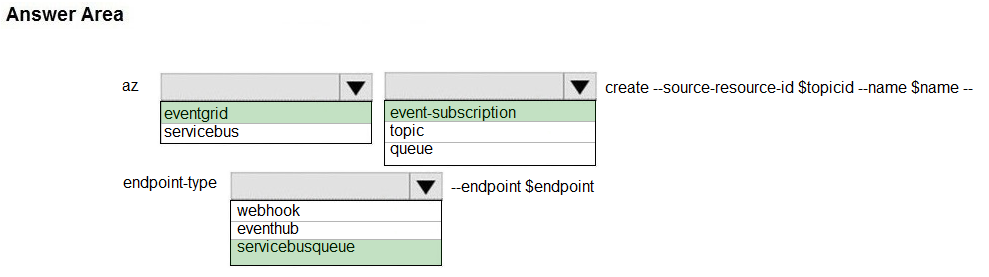 Answer Area
az
create --source-resource-id $topicid --name $name --
eventgrid
servicebus
event-subscription
topic
queue
endpoint-type
--endpoint $endpoint
webhook
eventhub
servicebusqueue